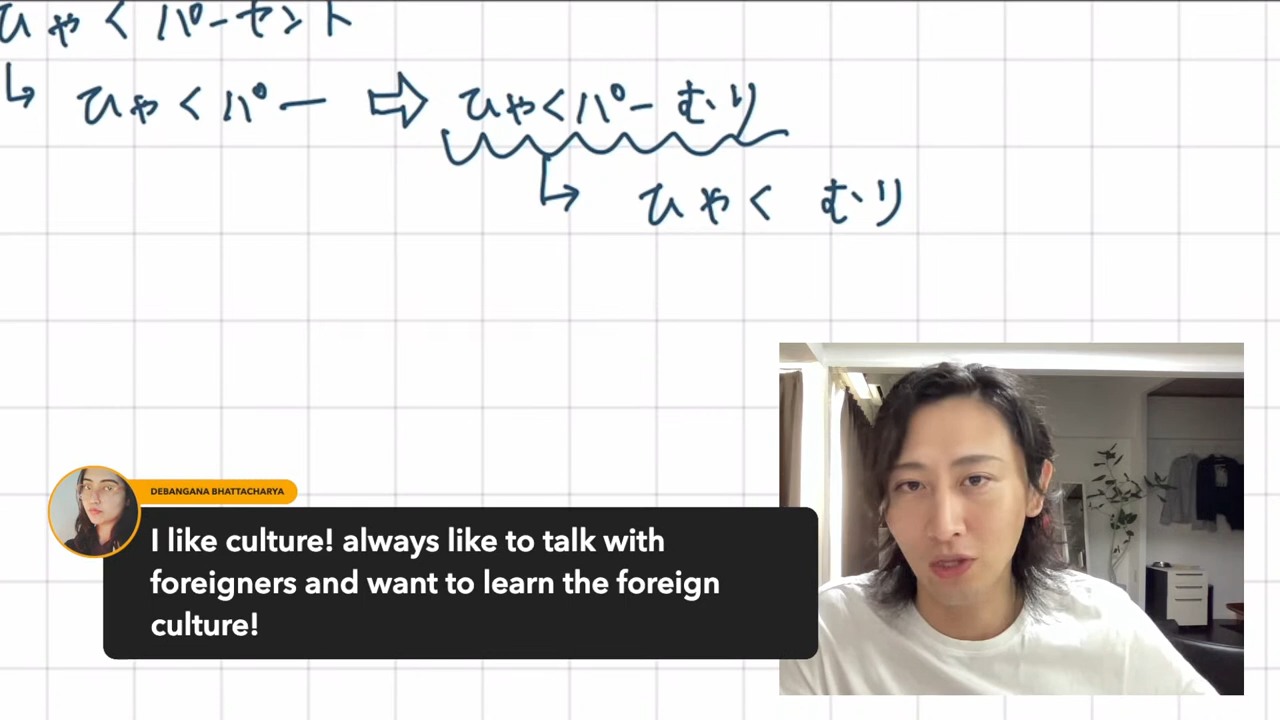 ひゃくパーセント
↳ ひゃくパー ⇨ ひゃくパーむり
↳ ひゃく むり
DEBANGANA BHATTACHARYA
I like culture! always like to talk with
foreigners and want to learn the foreign
culture!